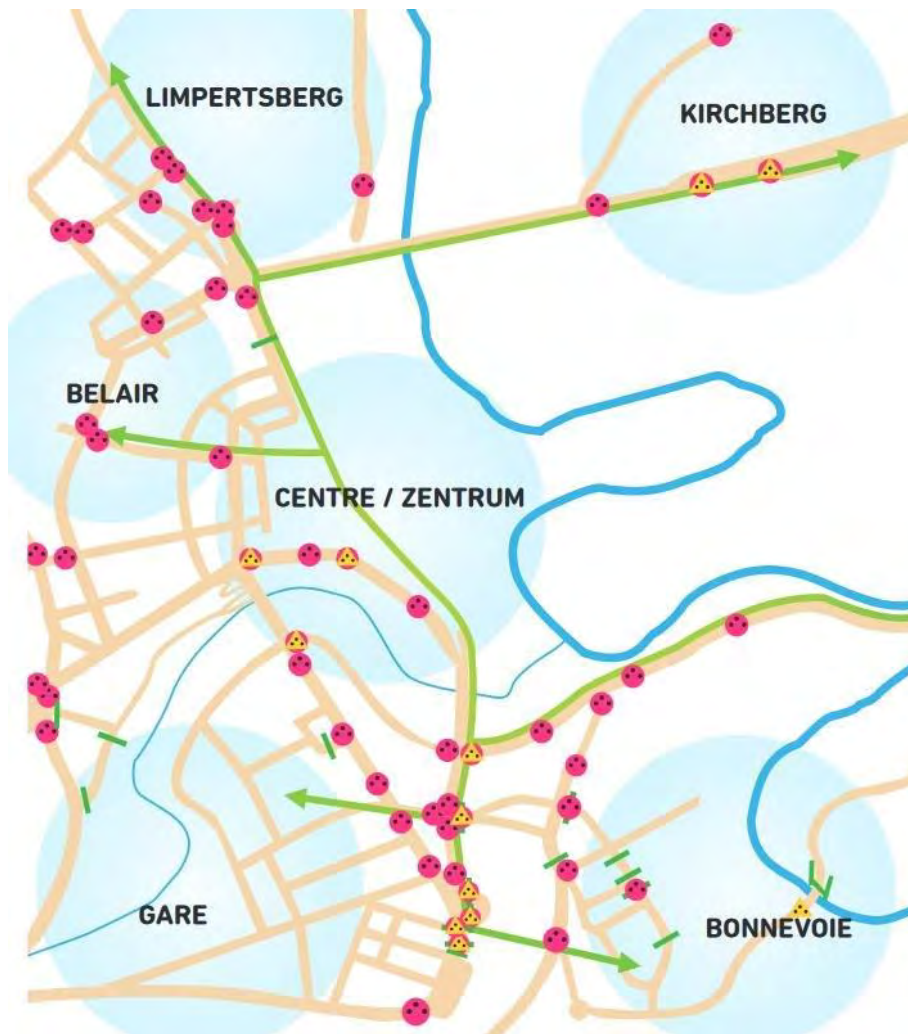 LIMPERTSBERG
KIRCHBERG
BELAIR
CENTRE / ZENTRUM
GARE
BONNEVOIE